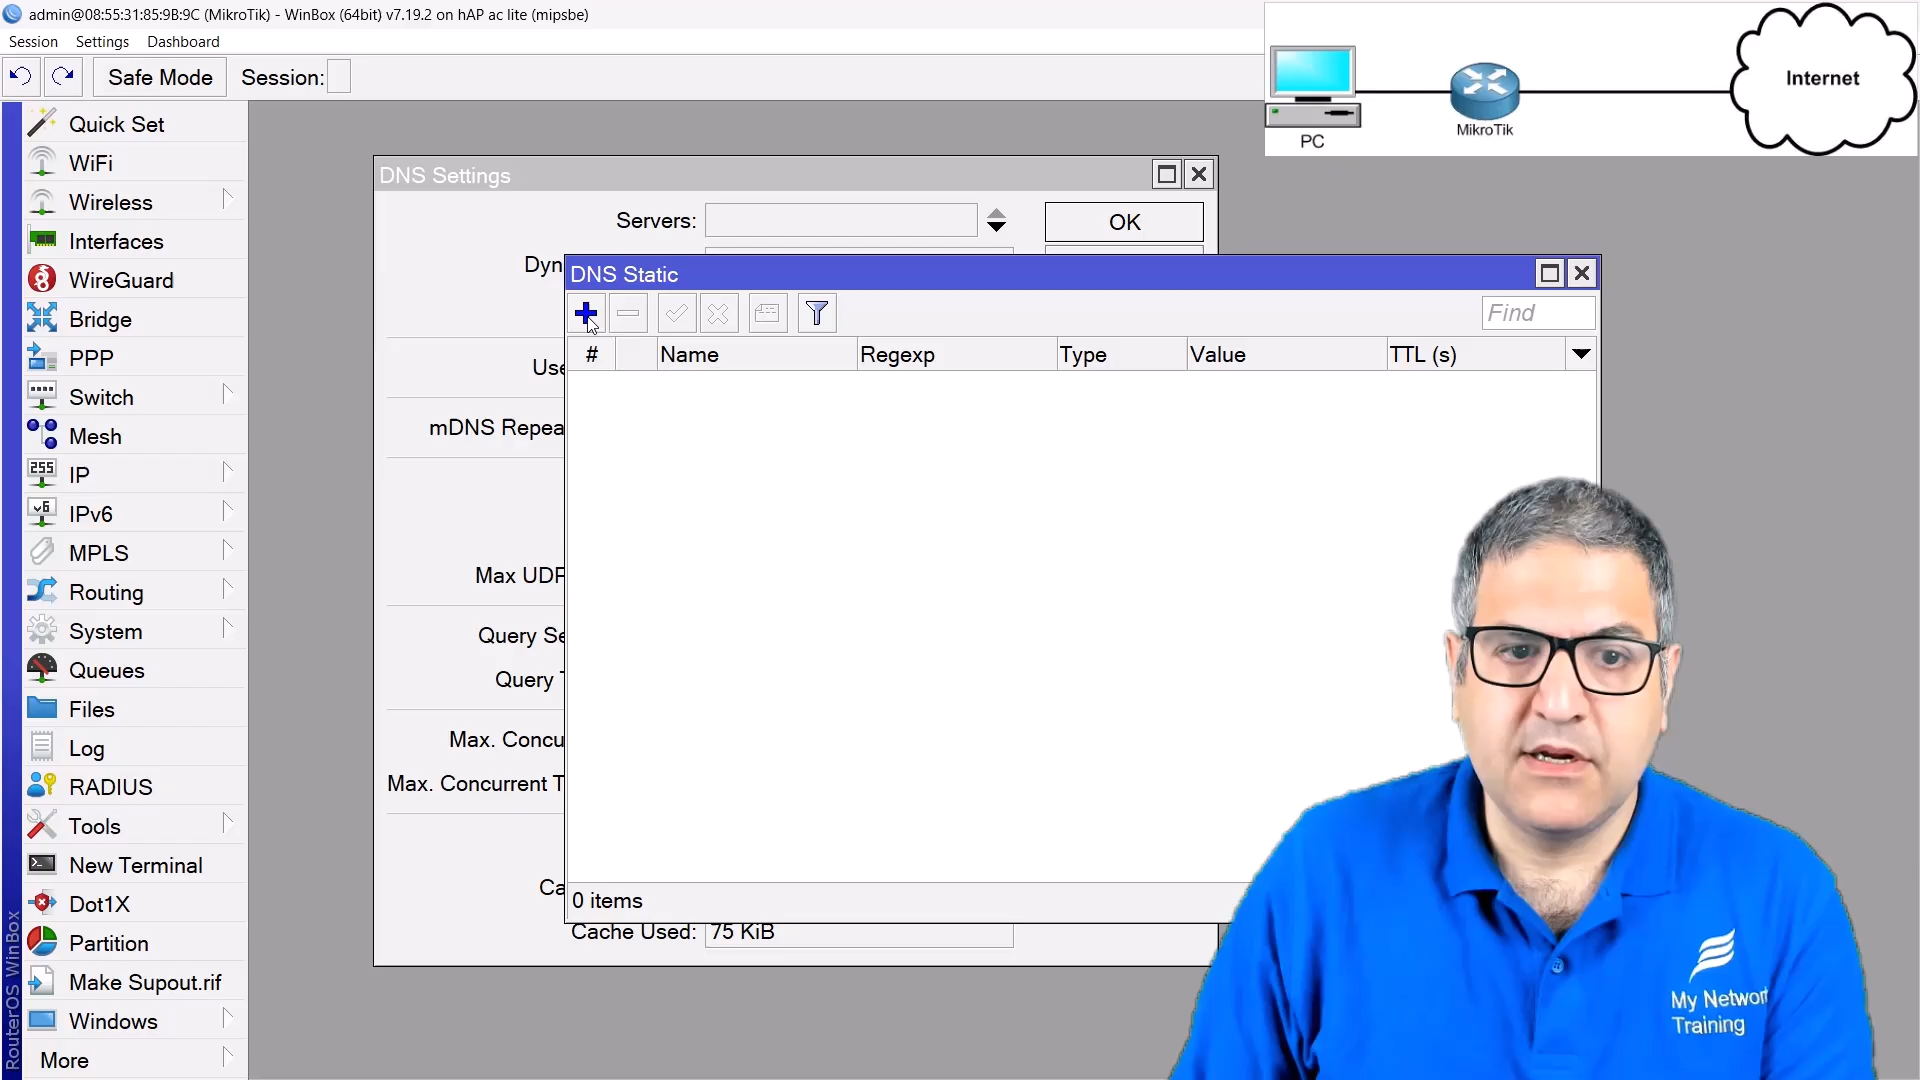 admin@08:55:31:85:9B:9C (MikroTik) - WinBox (64bit) v7.19.2 on hAP ac lite (mipsbe)
Session Settings Dashboard
Safe Mode Session:
Quick Set
WiFi
Wireless
Interfaces
WireGuard
Bridge
PPP
Switch
Mesh
255
IP
v6
IPv6
MPLS
Routing
System
Queues
Files
Log
RADIUS
Tools
New Terminal
Dot1X
Partition
Make Supout.rif
Windows
More
RouterOS WinBox
PC
MikroTik
Internet
DNS Settings
Servers:
OK
Dyn
Use
mDNS Repea
Max UDP
Query Se
Query T
Max. Concu
Max. Concurrent T
Ca
Cache Used: 75 KiB
DNS Static
Find
# Name Regexp Type Value TTL (s)
0 items
My Network
Training